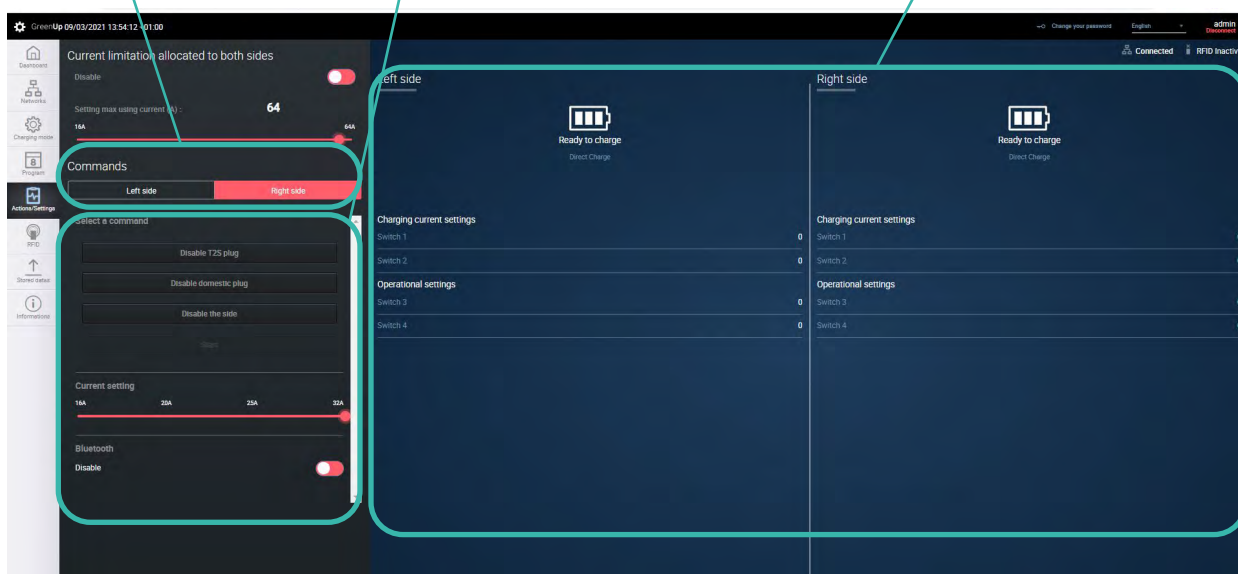 GreenUp 09/03/2021 13:54:12 +01:00
Change your password English admin
Disconnect
Connected RFID Inactiv
Dashboard
Networks
Charging mode
8
Program
Actions/Settings
RFID
Stored datas
Informations
Current limitation allocated to both sides
Disable
Setting max using current (A) : 64
16A 64A
Commands
Left side Right side
Select a command
Disable T2S plug
Disable domestic plug
Disable the side
Start
Current setting
16A 20A 25A 32A
Bluetooth
Disable
Left side
Ready to charge
Direct Charge
Charging current settings
Switch 1 0
Switch 2 0
Operational settings
Switch 3 0
Switch 4 0
Right side
Ready to charge
Direct Charge
Charging current settings
Switch 1
Switch 2
Operational settings
Switch 3
Switch 4